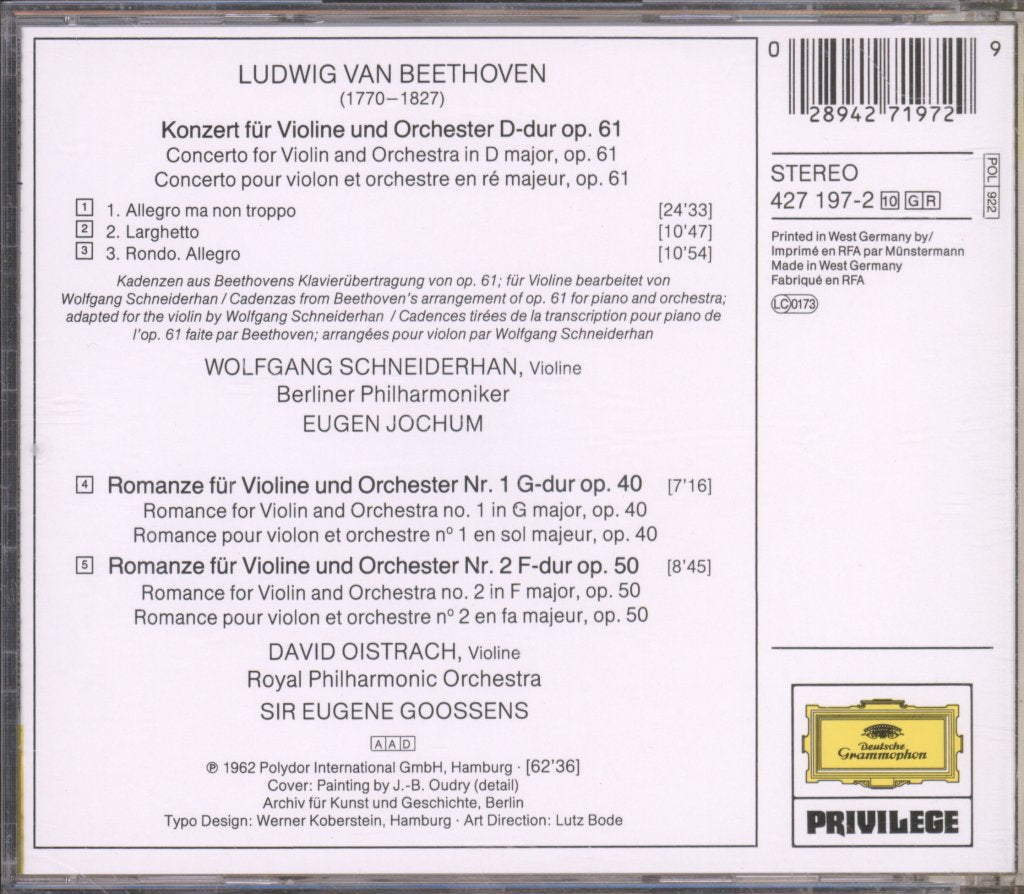 LUDWIG VAN BEETHOVEN
(1770–1827)
Konzert für Violine und Orchester D-dur op. 61
Concerto for Violin and Orchestra in D major, op. 61
Concerto pour violon et orchestre en ré majeur, op. 61
1 1. Allegro ma non troppo [24'33]
2 2. Larghetto [10'47]
3 3. Rondo. Allegro [10'54]
Kadenzen aus Beethovens Klavierübertragung von op. 61; für Violine bearbeitet von
Wolfgang Schneiderhan / Cadenzas from Beethoven's arrangement of op. 61 for piano and orchestra;
adapted for the violin by Wolfgang Schneiderhan / Cadences tirées de la transcription pour piano de
l'op. 61 faite par Beethoven; arrangées pour violon par Wolfgang Schneiderhan
WOLFGANG SCHNEIDERHAN, Violine
Berliner Philharmoniker
EUGEN JOCHUM
4 Romanze für Violine und Orchester Nr. 1 G-dur op. 40 [7'16]
Romance for Violin and Orchestra no. 1 in G major, op. 40
Romance pour violon et orchestre nº 1 en sol majeur, op. 40
5 Romanze für Violine und Orchester Nr. 2 F-dur op. 50 [8'45]
Romance for Violin and Orchestra no. 2 in F major, op. 50
Romance pour violon et orchestre nº 2 en fa majeur, op. 50
DAVID OISTRACH, Violine
Royal Philharmonic Orchestra
SIR EUGENE GOOSSENS
AAD
℗ 1962 Polydor International GmbH, Hamburg · [62'36]
Cover: Painting by J.-B. Oudry (detail)
Archiv für Kunst und Geschichte, Berlin
Typo Design: Werner Koberstein, Hamburg · Art Direction: Lutz Bode
0 28942 71972 9
STEREO
427 197-2 10 GR
POL 922
Printed in West Germany by/
Imprimé en RFA par Münstermann
Made in West Germany
Fabriqué en RFA
LC 0173
Deutsche
Grammophon
PRIVILEGE